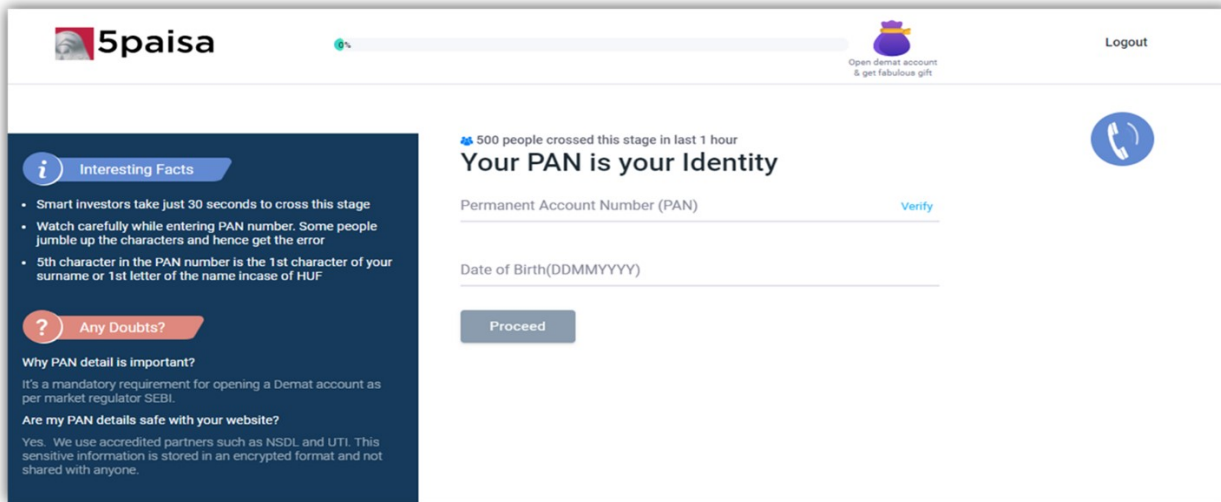 5paisa
0%
Open demat account
& get fabulous gift
Logout
i
Interesting Facts
• Smart investors take just 30 seconds to cross this stage
• Watch carefully while entering PAN number. Some people
jumble up the characters and hence get the error
• 5th character in the PAN number is the 1st character of your
surname or 1st letter of the name incase of HUF
?
Any Doubts?
Why PAN detail is important?
It's a mandatory requirement for opening a Demat account as
per market regulator SEBI.
Are my PAN details safe with your website?
Yes. We use accredited partners such as NSDL and UTI. This
sensitive information is stored in an encrypted format and not
shared with anyone.
500 people crossed this stage in last 1 hour
Your PAN is your Identity
Permanent Account Number (PAN)
Verify
Date of Birth(DDMMYYYY)
Proceed